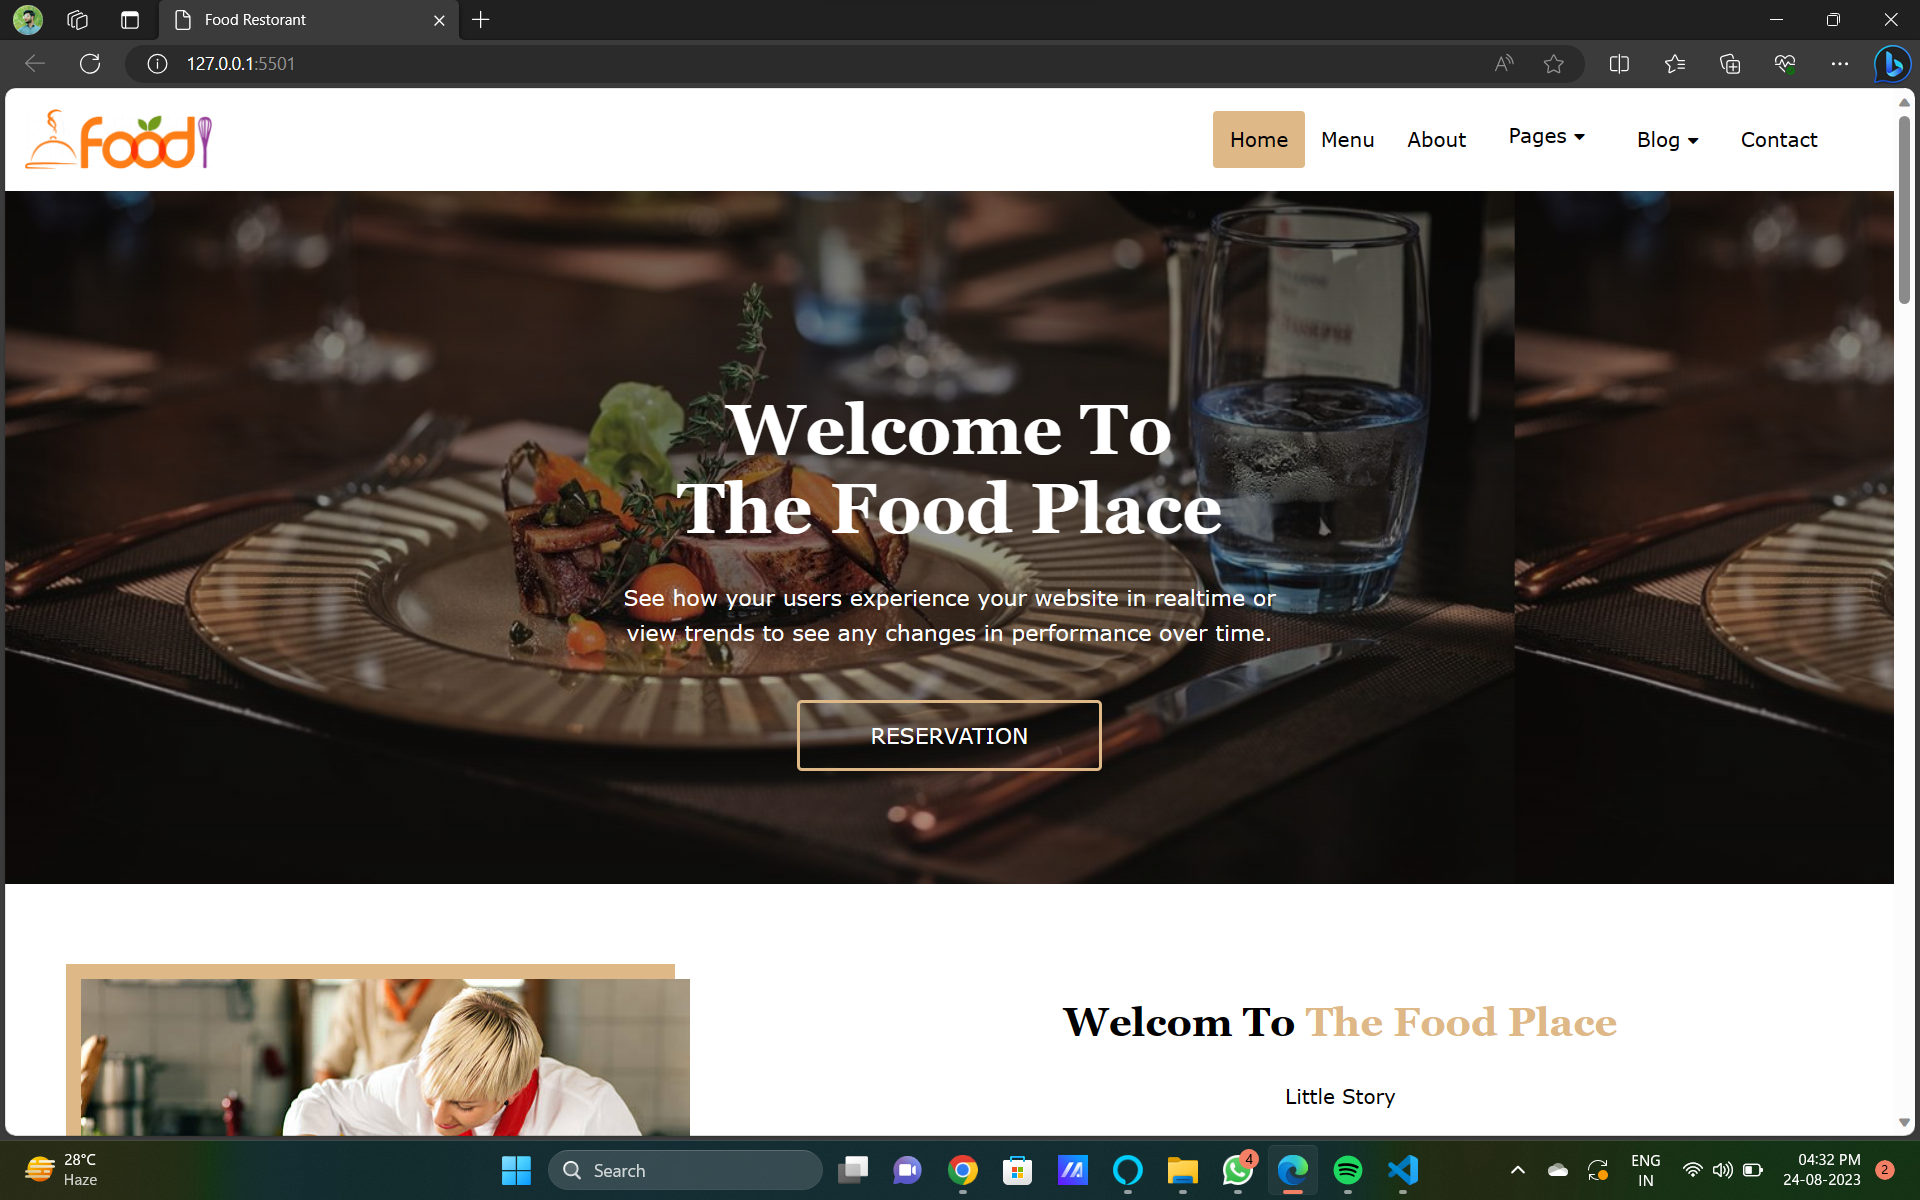 Food Restorant
127.0.0.1:5501
food
Home Menu About Pages Blog Contact
Welcome To
The Food Place
See how your users experience your website in realtime or
view trends to see any changes in performance over time.
RESERVATION
Welcom To The Food Place
Little Story
28°C
Haze
Search
4
ENG
IN
04:32 PM
24-08-2023
2